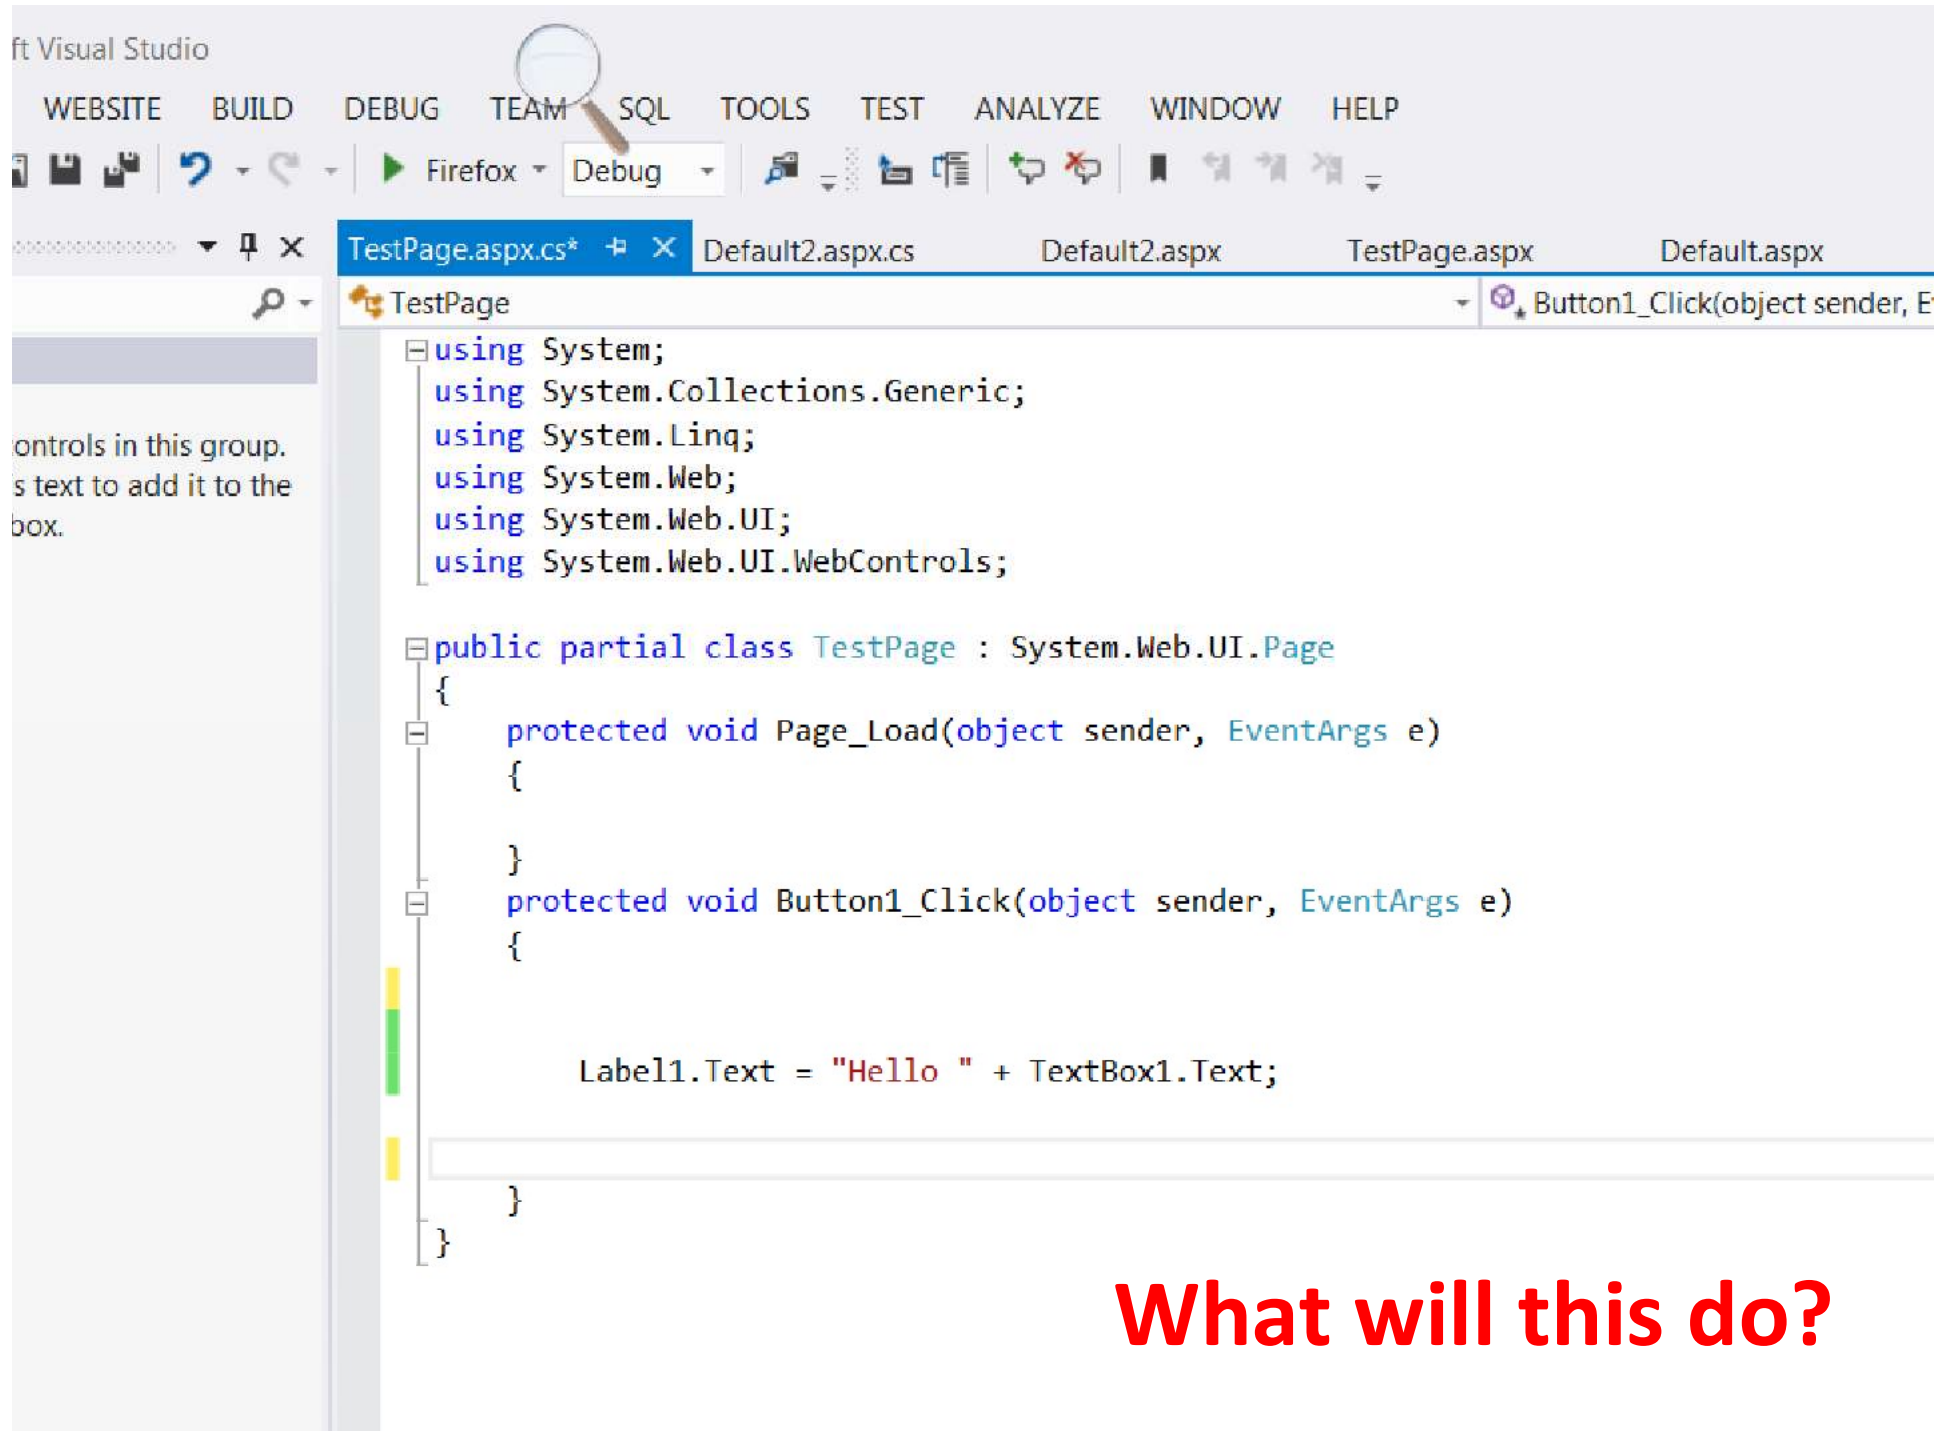 ft Visual Studio
WEBSITE BUILD DEBUG TEAM SQL TOOLS TEST ANALYZE WINDOW HELP
Firefox Debug
TestPage.aspx.cs* Default2.aspx.cs Default2.aspx TestPage.aspx Default.aspx
TestPage Button1_Click(object sender, E
ontrols in this group.
s text to add it to the
box.
using System;
using System.Collections.Generic;
using System.Linq;
using System.Web;
using System.Web.UI;
using System.Web.UI.WebControls;
public partial class TestPage : System.Web.UI.Page
{
protected void Page_Load(object sender, EventArgs e)
{
}
protected void Button1_Click(object sender, EventArgs e)
{
Label1.Text = "Hello " + TextBox1.Text;
}
}
What will this do?